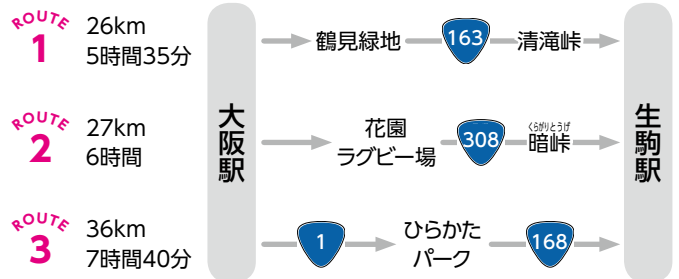 ROUTE
1
26km
5時間35分
鶴見緑地
163
清滝峠
ROUTE
2
27km
6時間
大阪駅
花園
ラグビー場
308
くらがりとうげ
暗峠
生駒駅
ROUTE
3
36km
7時間40分
1
ひらかた
パーク
168